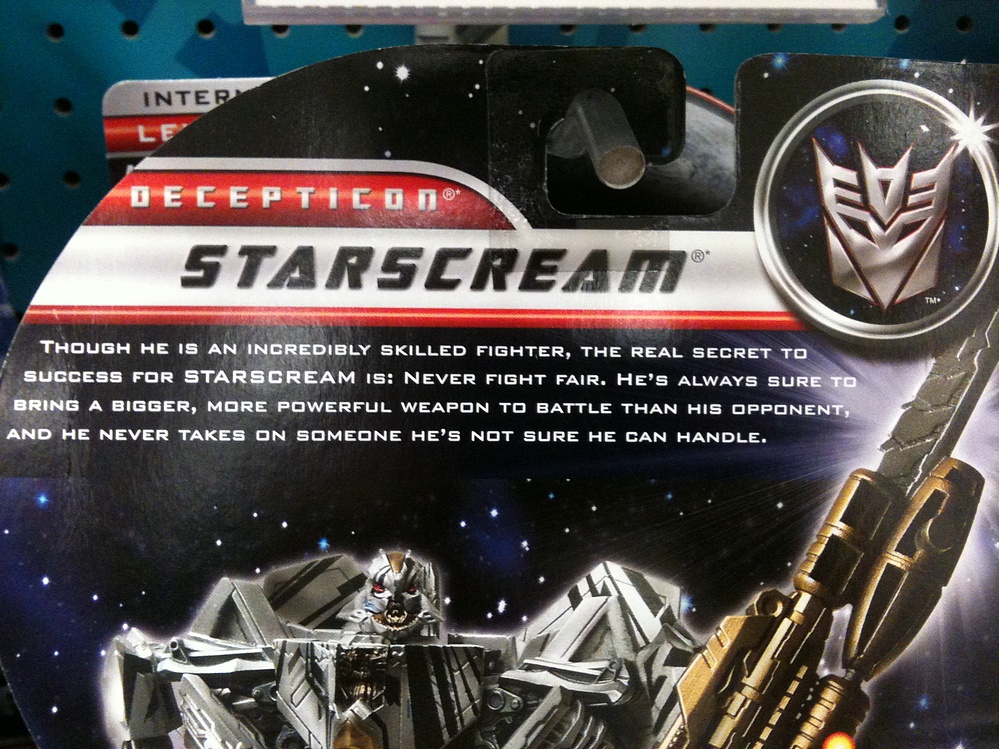 INTER
LE
DECEPTICON®*
STARSCREAM®*
TM*
THOUGH HE IS AN INCREDIBLY SKILLED FIGHTER, THE REAL SECRET TO
SUCCESS FOR STARSCREAM IS: NEVER FIGHT FAIR. HE'S ALWAYS SURE TO
BRING A BIGGER, MORE POWERFUL WEAPON TO BATTLE THAN HIS OPPONENT,
AND HE NEVER TAKES ON SOMEONE HE'S NOT SURE HE CAN HANDLE.